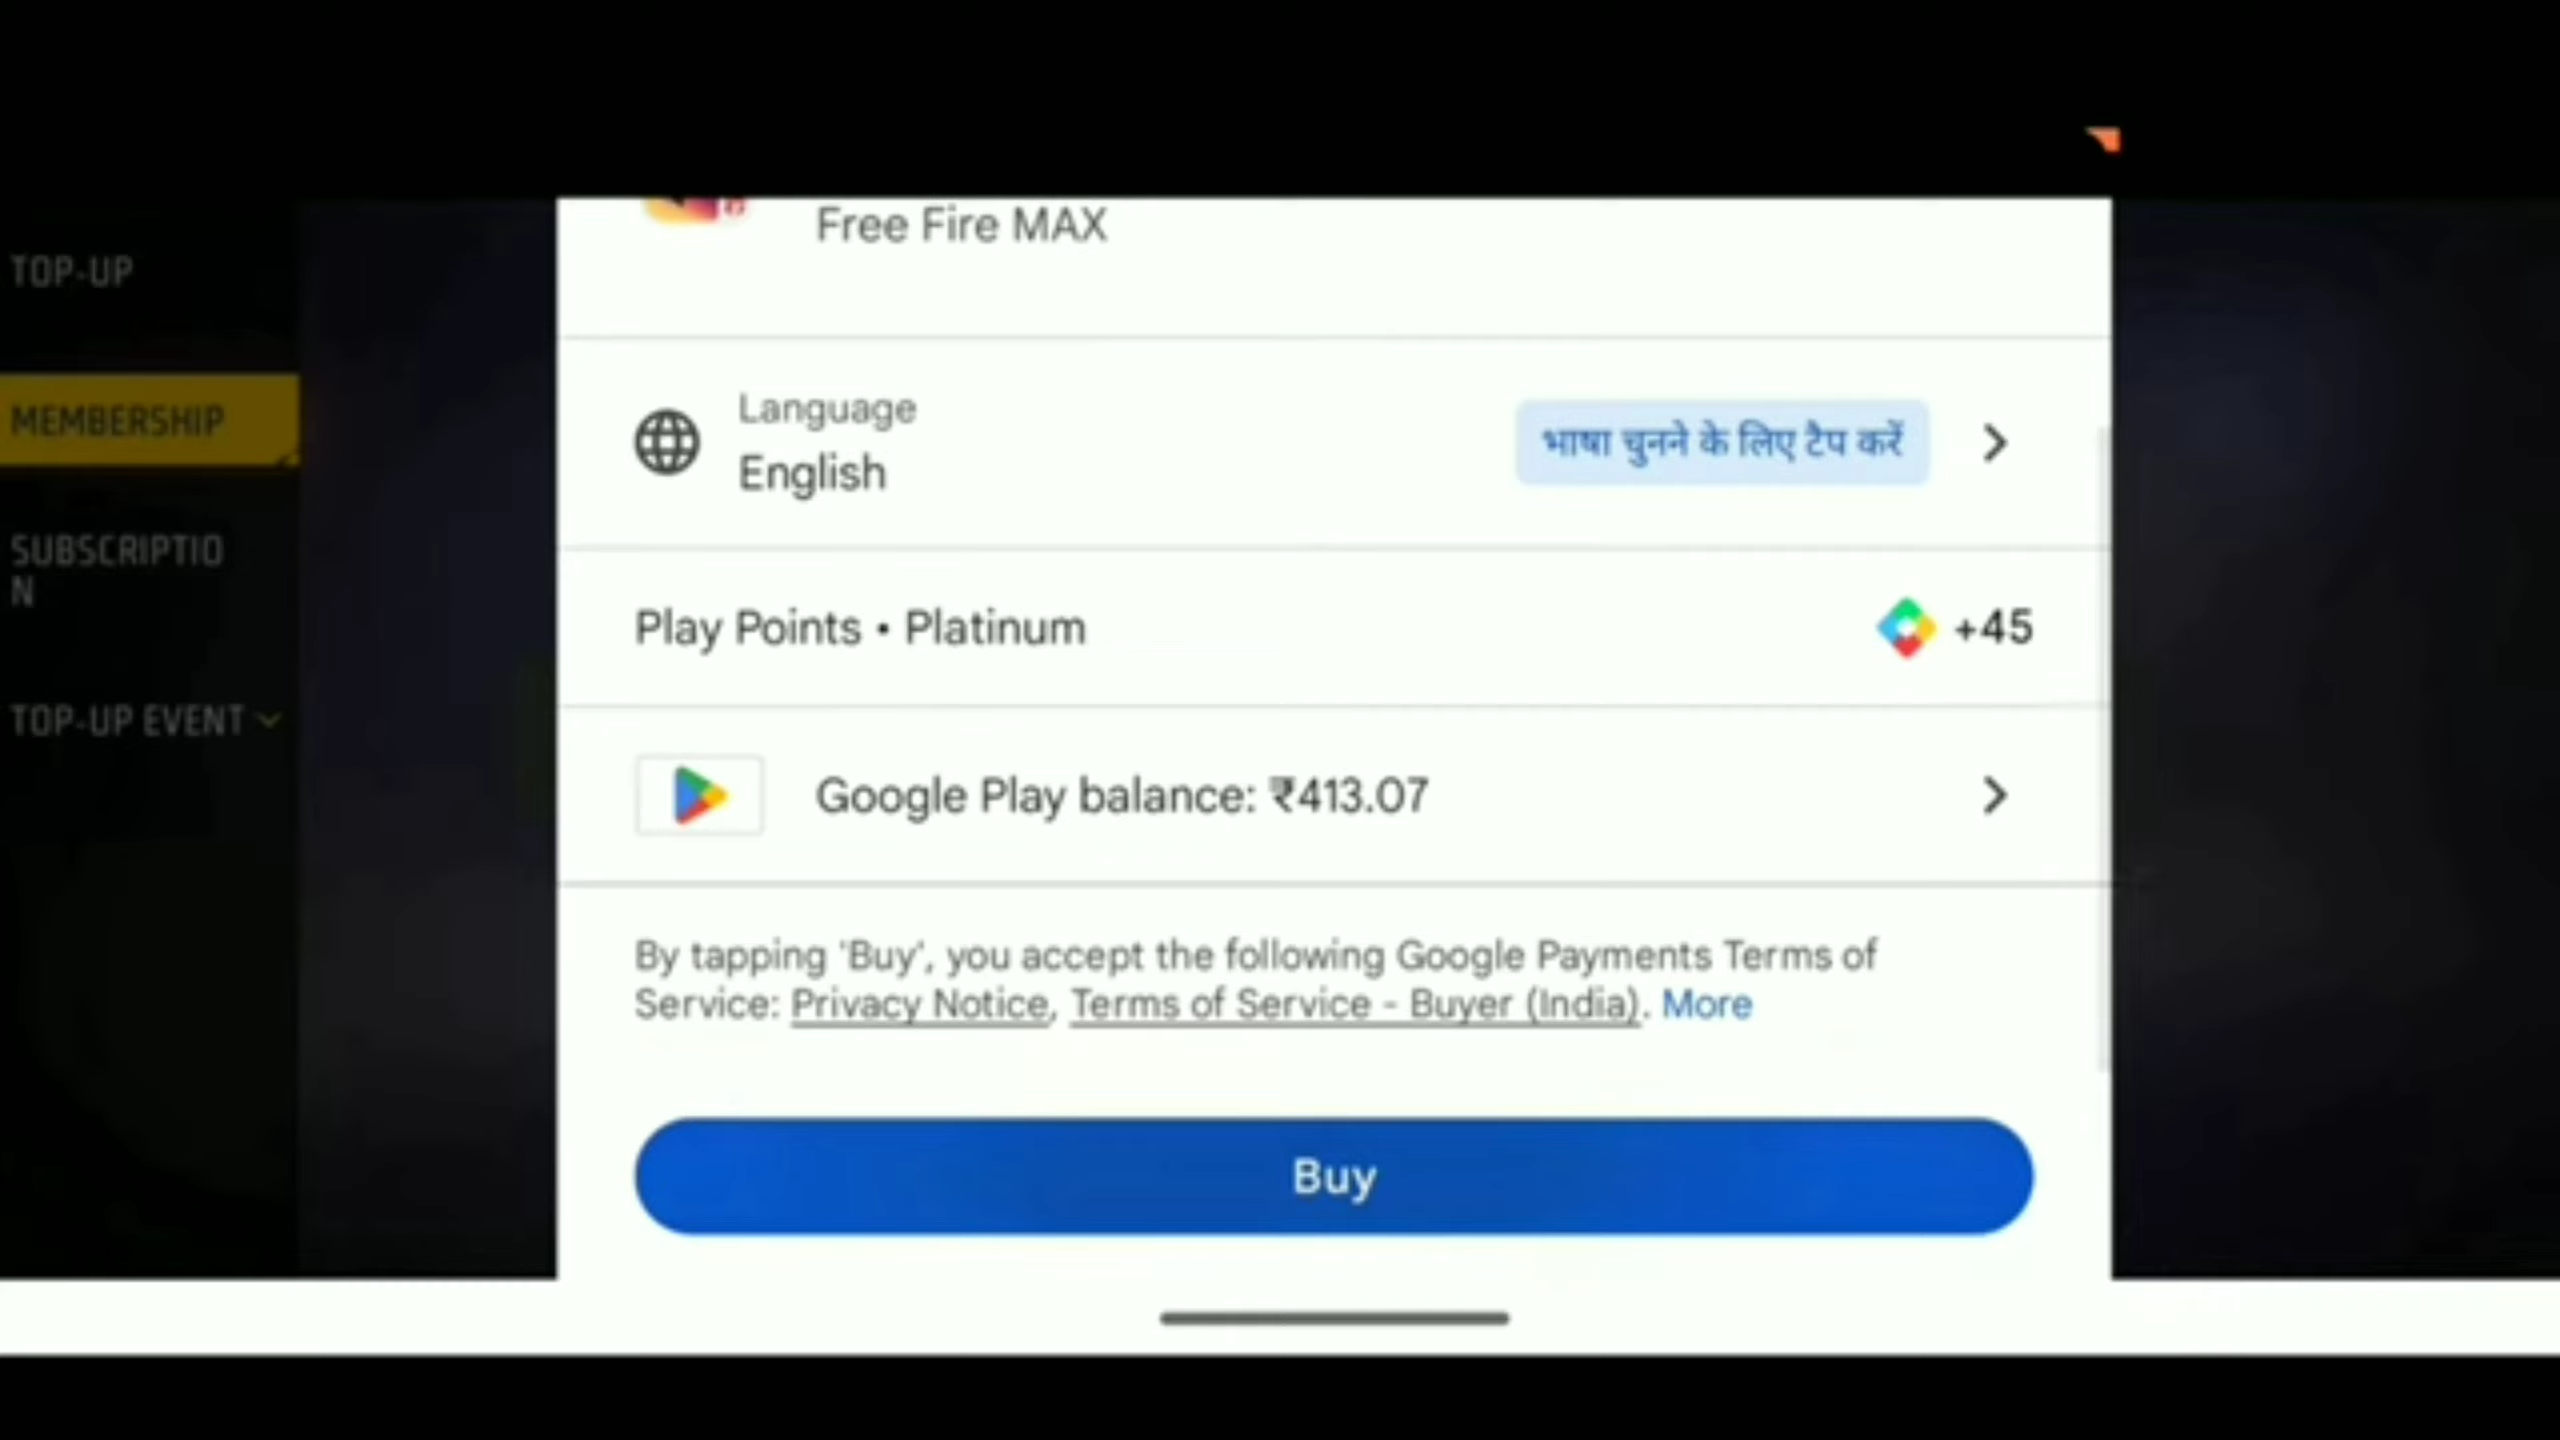 Free Fire MAX
TOP-UP
MEMBERSHIP
SUBSCRIPTIO
N
TOP-UP EVENT
Language
English
भाषा चुनने के लिए टैप करें
Play Points • Platinum
+45
Google Play balance: ₹413.07
By tapping 'Buy', you accept the following Google Payments Terms of
Service: Privacy Notice, Terms of Service - Buyer (India). More
Buy